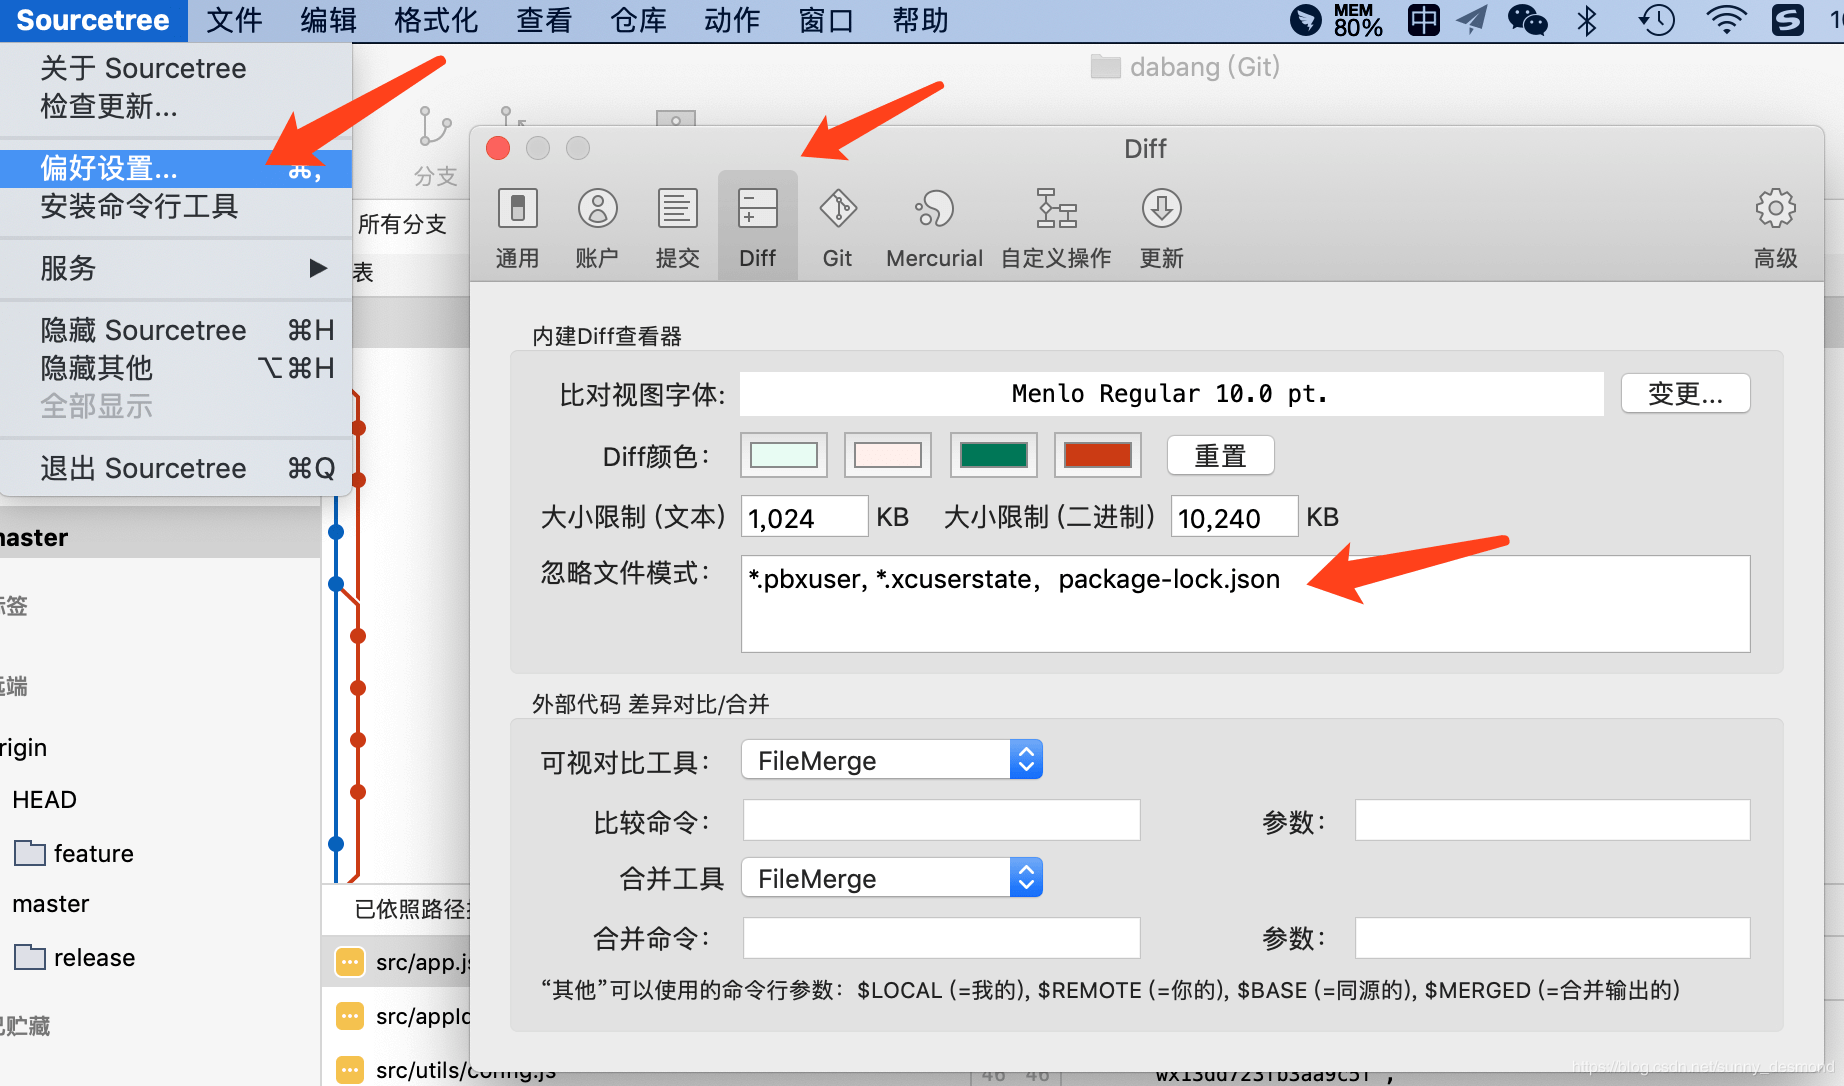 Sourcetree 文件 编辑 格式化 查看 仓库 动作 窗口 帮助 MEM 80% 中
关于 Sourcetree
检查更新...
偏好设置... ⌘,
安装命令行工具
服务 ▶
隐藏 Sourcetree ⌘H
隐藏其他 ⌥⌘H
全部显示
退出 Sourcetree ⌘Q
dabang (Git)
分支
所有分支
表
Diff
通用 账户 提交 Diff Git Mercurial 自定义操作 更新 高级
内建Diff查看器
比对视图字体: Menlo Regular 10.0 pt. 变更...
Diff颜色: 重置
大小限制 (文本) 1,024 KB 大小限制 (二进制) 10,240 KB
忽略文件模式: *.pbxuser, *.xcuserstate, package-lock.json
外部代码 差异对比/合并
可视对比工具: FileMerge
比较命令: 参数:
合并工具 FileMerge
合并命令: 参数:
“其他”可以使用的命令行参数: $LOCAL (=我的), $REMOTE (=你的), $BASE (=同源的), $MERGED (=合并输出的)
master
标签
远端
origin
HEAD
feature
master
release
已贮藏
已依照路径
src/app.js
src/appId
src/utils/config.js
46 46 wx13dd723fb3aa9c5f',
https://blog.csdn.net/sunny_desmond